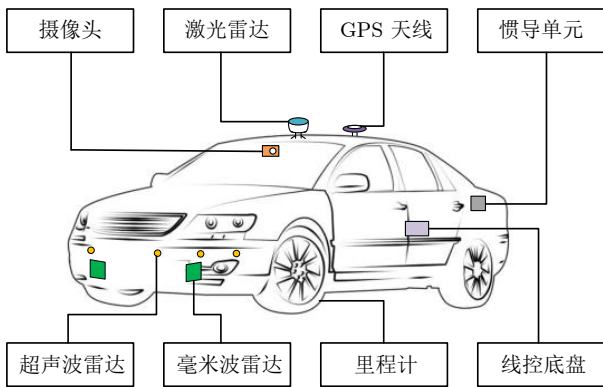 摄像头
激光雷达
GPS 天线
惯导单元
超声波雷达
毫米波雷达
里程计
线控底盘